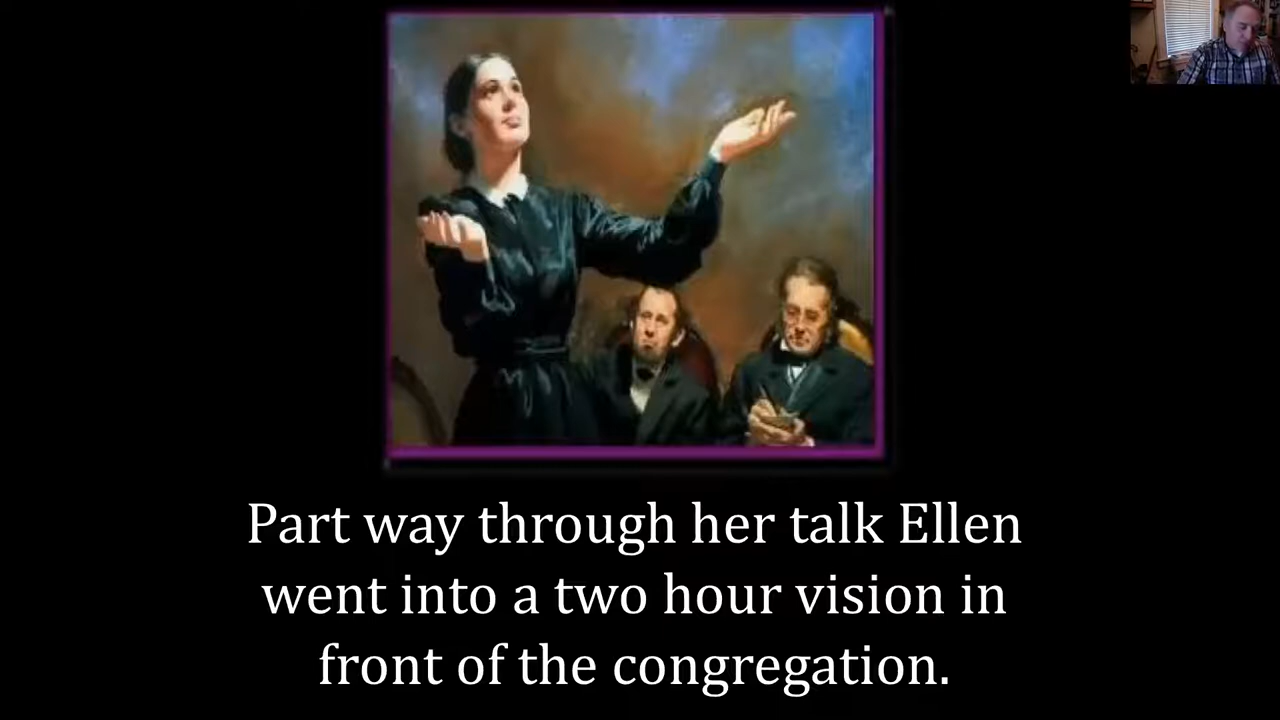 Part way through her talk Ellen
went into a two hour vision in
front of the congregation.